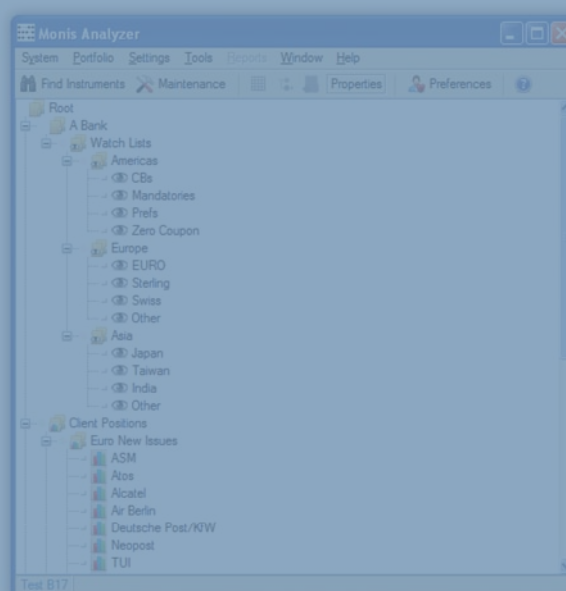 Monis Analyzer
System Portfolio Settings Tools Reports Window Help
Find Instruments Maintenance Properties Preferences
Root
A Bank
Watch Lists
Americas
CBs
Mandatories
Prefs
Zero Coupon
Europe
EURO
Sterling
Swiss
Other
Asia
Japan
Taiwan
India
Other
Client Positions
Euro New Issues
ASM
Atos
Alcatel
Air Berlin
Deutsche Post/KIW
Neopost
TUI
Test B17